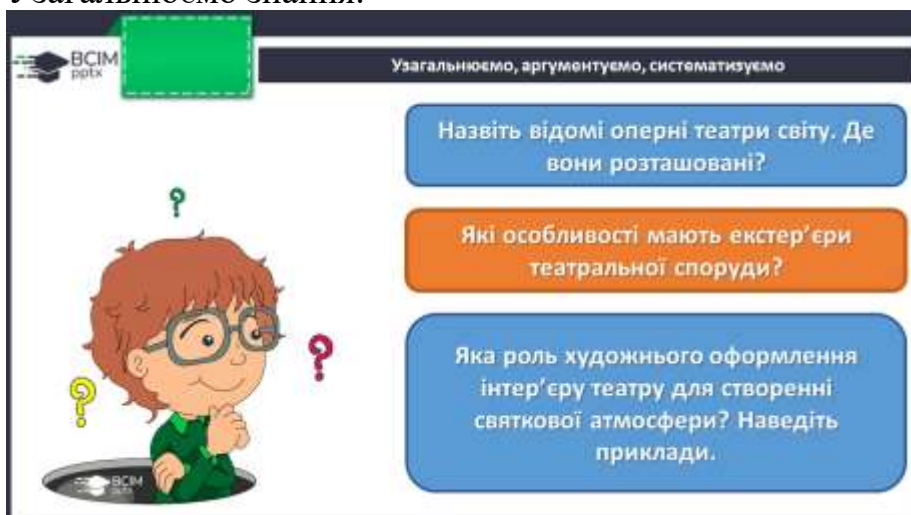 Узагальнюємо знання.
ВСІМ
pptx
Узагальнюємо, аргументуємо, систематизуємо
Назвіть відомі оперні театри світу. Де
вони розташовані?
Які особливості мають екстер’єри
театральної споруди?
Яка роль художнього оформлення
інтер’єру театру для створенні
святкової атмосфери? Наведіть
приклади.
?
?
?
ВСІМ
pptx